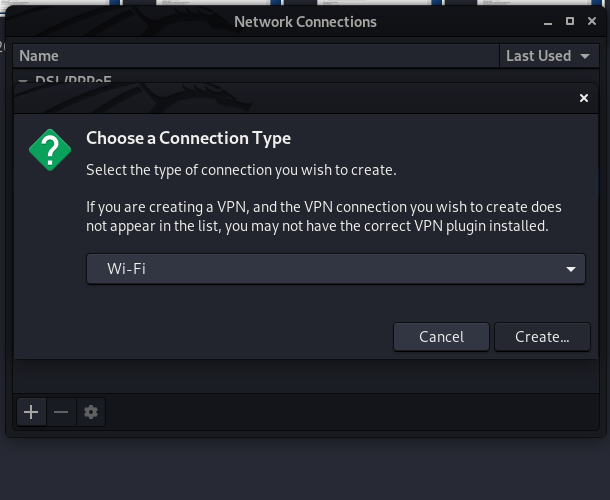 Network Connections
Name
Last Used
DSL/PPPoE
Choose a Connection Type
Select the type of connection you wish to create.
If you are creating a VPN, and the VPN connection you wish to create does
not appear in the list, you may not have the correct VPN plugin installed.
Wi-Fi
Cancel
Create...